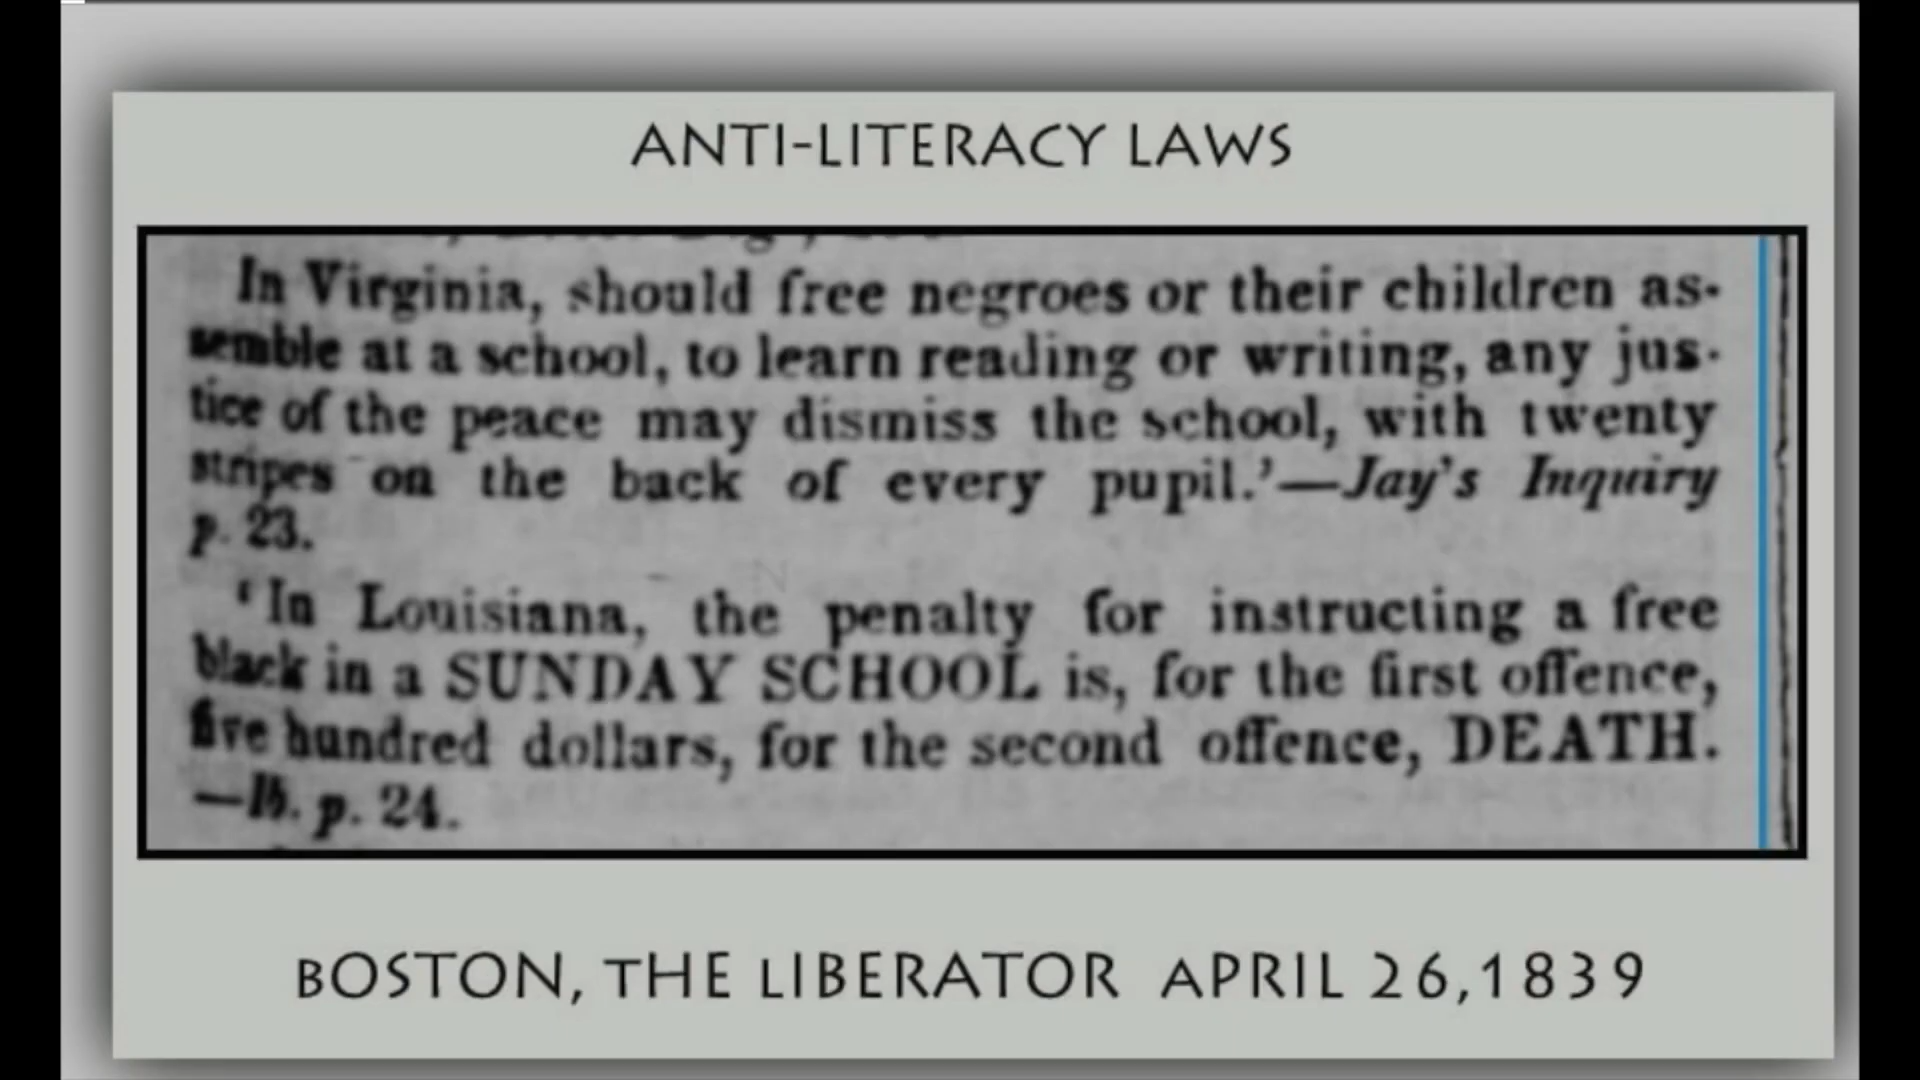 ANTI-LITERACY LAWS
In Virginia, should free negroes or their children as-
semble at a school, to learn reading or writing, any jus-
tice of the peace may dismiss the school, with twenty
stripes on the back of every pupil.'—Jay's Inquiry
p. 23.
'In Louisiana, the penalty for instructing a free
black in a SUNDAY SCHOOL is, for the first offence,
five hundred dollars, for the second offence, DEATH.
—Ib. p. 24.
BOSTON, THE LIBERATOR APRIL 26,1839